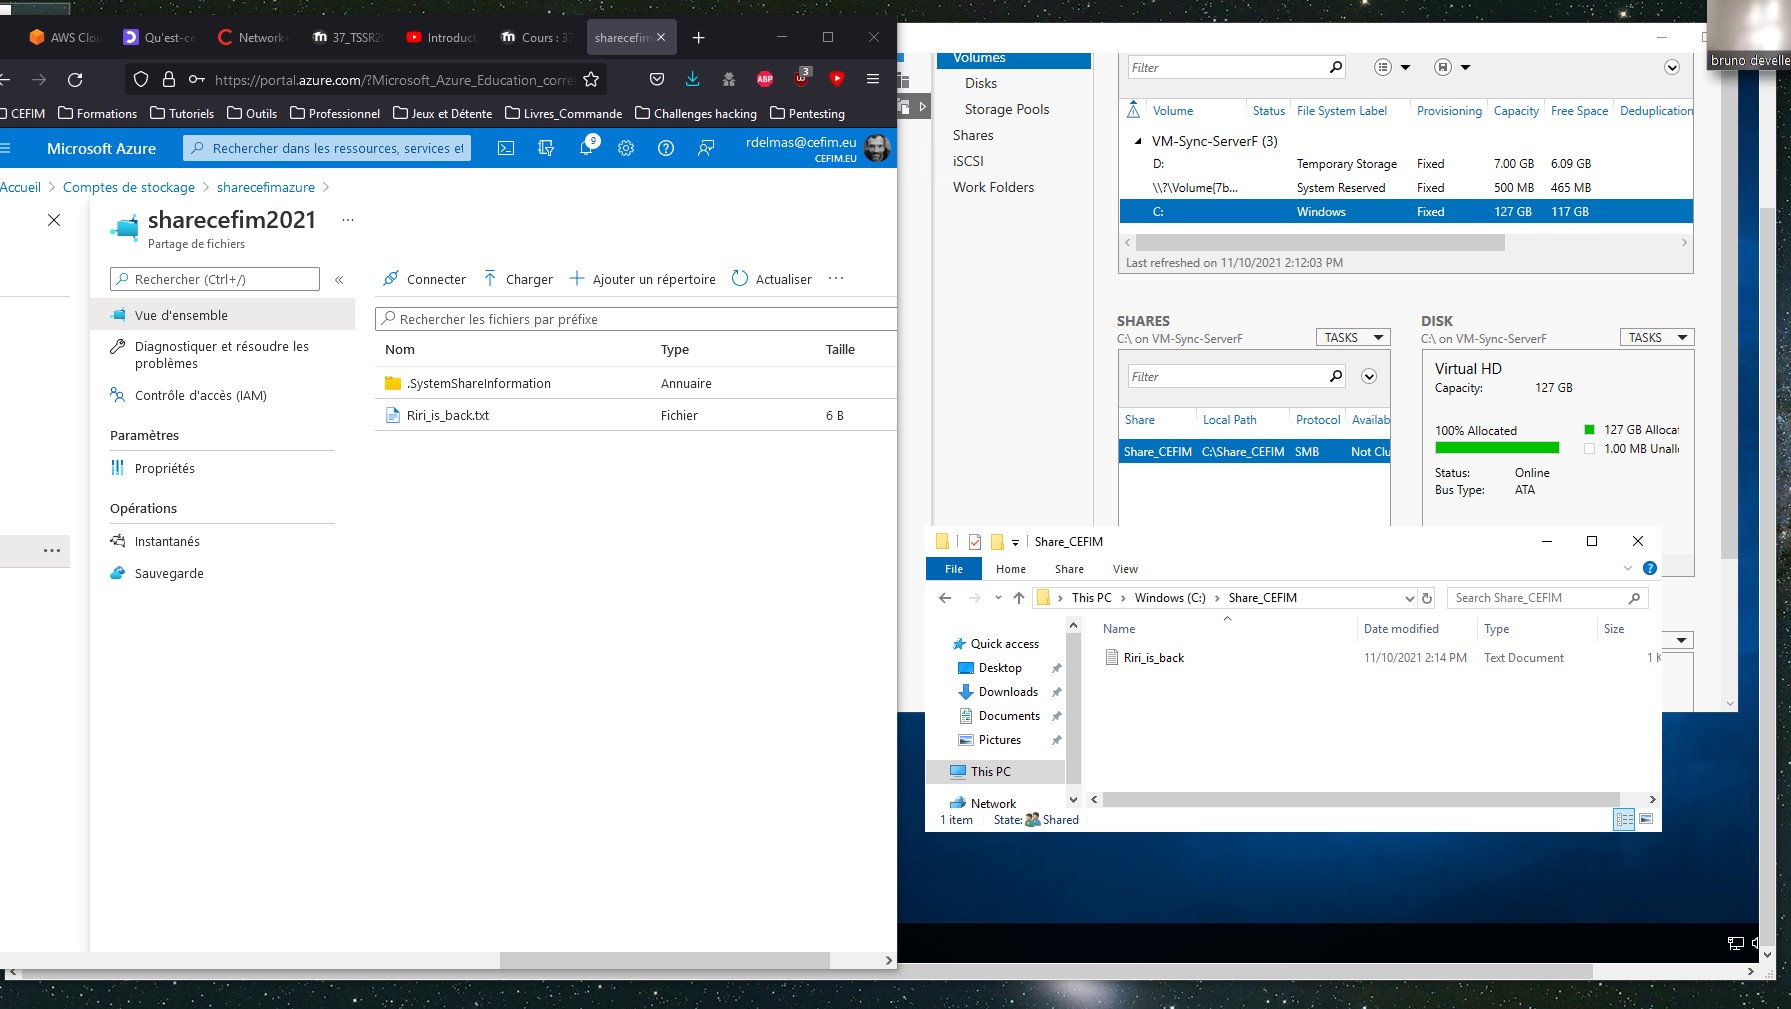 AWS Clou
Qu'est-ce
Network
37_TSSR2
Introduct
Cours : 37
sharecefim
https://portal.azure.com/?Microsoft_Azure_Education_corre
ABP
3
CEFIM
Formations
Tutoriels
Outils
Professionnel
Jeux et Détente
Livres_Commande
Challenges hacking
Pentesting
Microsoft Azure
Rechercher dans les ressources, services et
9
rdelmas@cefim.eu
CEFIM.EU
Accueil > Comptes de stockage > sharecefimazure >
sharecefim2021
Partage de fichiers
Rechercher (Ctrl+/)
Vue d'ensemble
Diagnostiquer et résoudre les
problèmes
Contrôle d'accès (IAM)
Paramètres
Propriétés
Opérations
Instantanés
Sauvegarde
Connecter
Charger
Ajouter un répertoire
Actualiser
Rechercher les fichiers par préfixe
Nom Type Taille
.SystemShareInformation Annuaire
Riri_is_back.txt Fichier 6 B
bruno develle
Volumes
Disks
Storage Pools
Shares
iSCSI
Work Folders
Filter
Volume Status File System Label Provisioning Capacity Free Space Deduplication
VM-Sync-ServerF (3)
D: Temporary Storage Fixed 7.00 GB 6.09 GB
\\?\Volume{7b... System Reserved Fixed 500 MB 465 MB
C: Windows Fixed 127 GB 117 GB
Last refreshed on 11/10/2021 2:12:03 PM
SHARES
C:\ on VM-Sync-ServerF
TASKS
Filter
Share Local Path Protocol Availab
Share_CEFIM C:\Share_CEFIM SMB Not Clu
DISK
C:\ on VM-Sync-ServerF
TASKS
Virtual HD
Capacity: 127 GB
100% Allocated
127 GB Allocat
1.00 MB Unall
Status: Online
Bus Type: ATA
Share_CEFIM
File Home Share View
This PC > Windows (C:) > Share_CEFIM
Search Share_CEFIM
Quick access
Desktop
Downloads
Documents
Pictures
This PC
Network
Name Date modified Type Size
Riri_is_back 11/10/2021 2:14 PM Text Document 1 K
1 item State: Shared